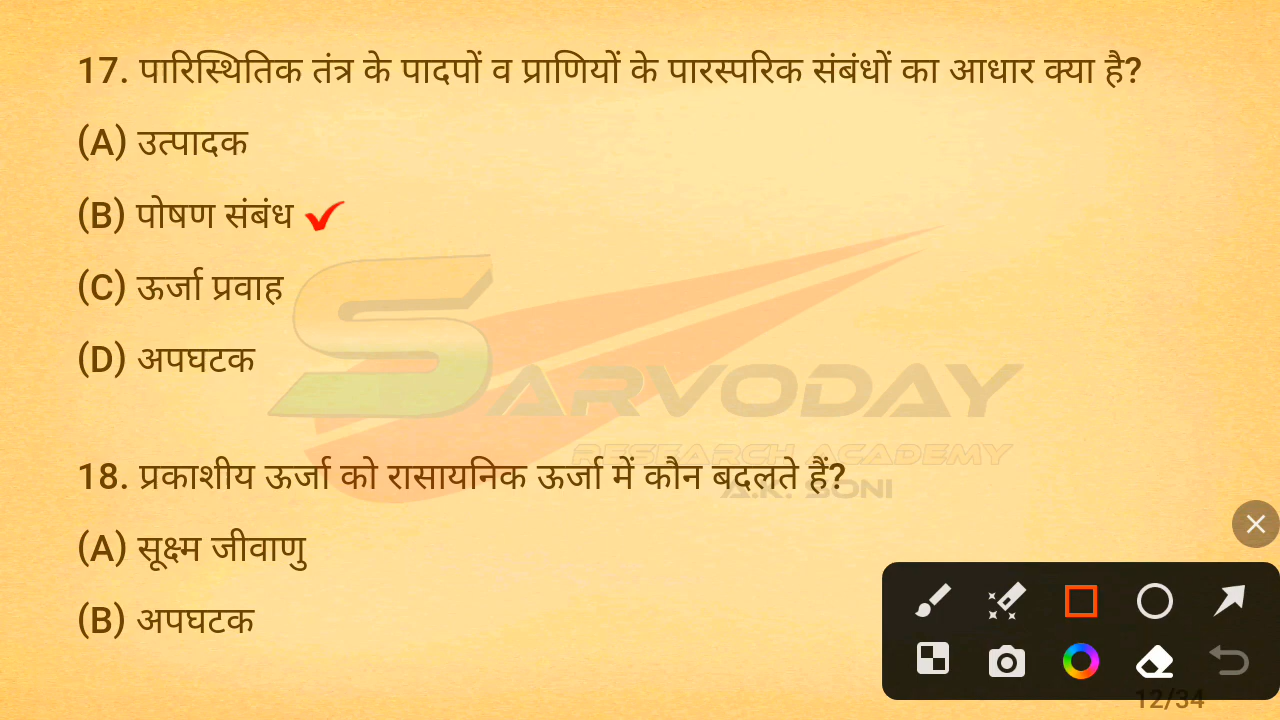 17. पारिस्थितिक तंत्र के पादपों व प्राणियों के पारस्परिक संबंधों का आधार क्या है?
(A) उत्पादक
(B) पोषण संबंध
(C) ऊर्जा प्रवाह
(D) अपघटक
SARVODAY
RESEARCH ACADEMY
A.K. SONI
18. प्रकाशीय ऊर्जा को रासायनिक ऊर्जा में कौन बदलते हैं?
(A) सूक्ष्म जीवाणु
(B) अपघटक
12/34